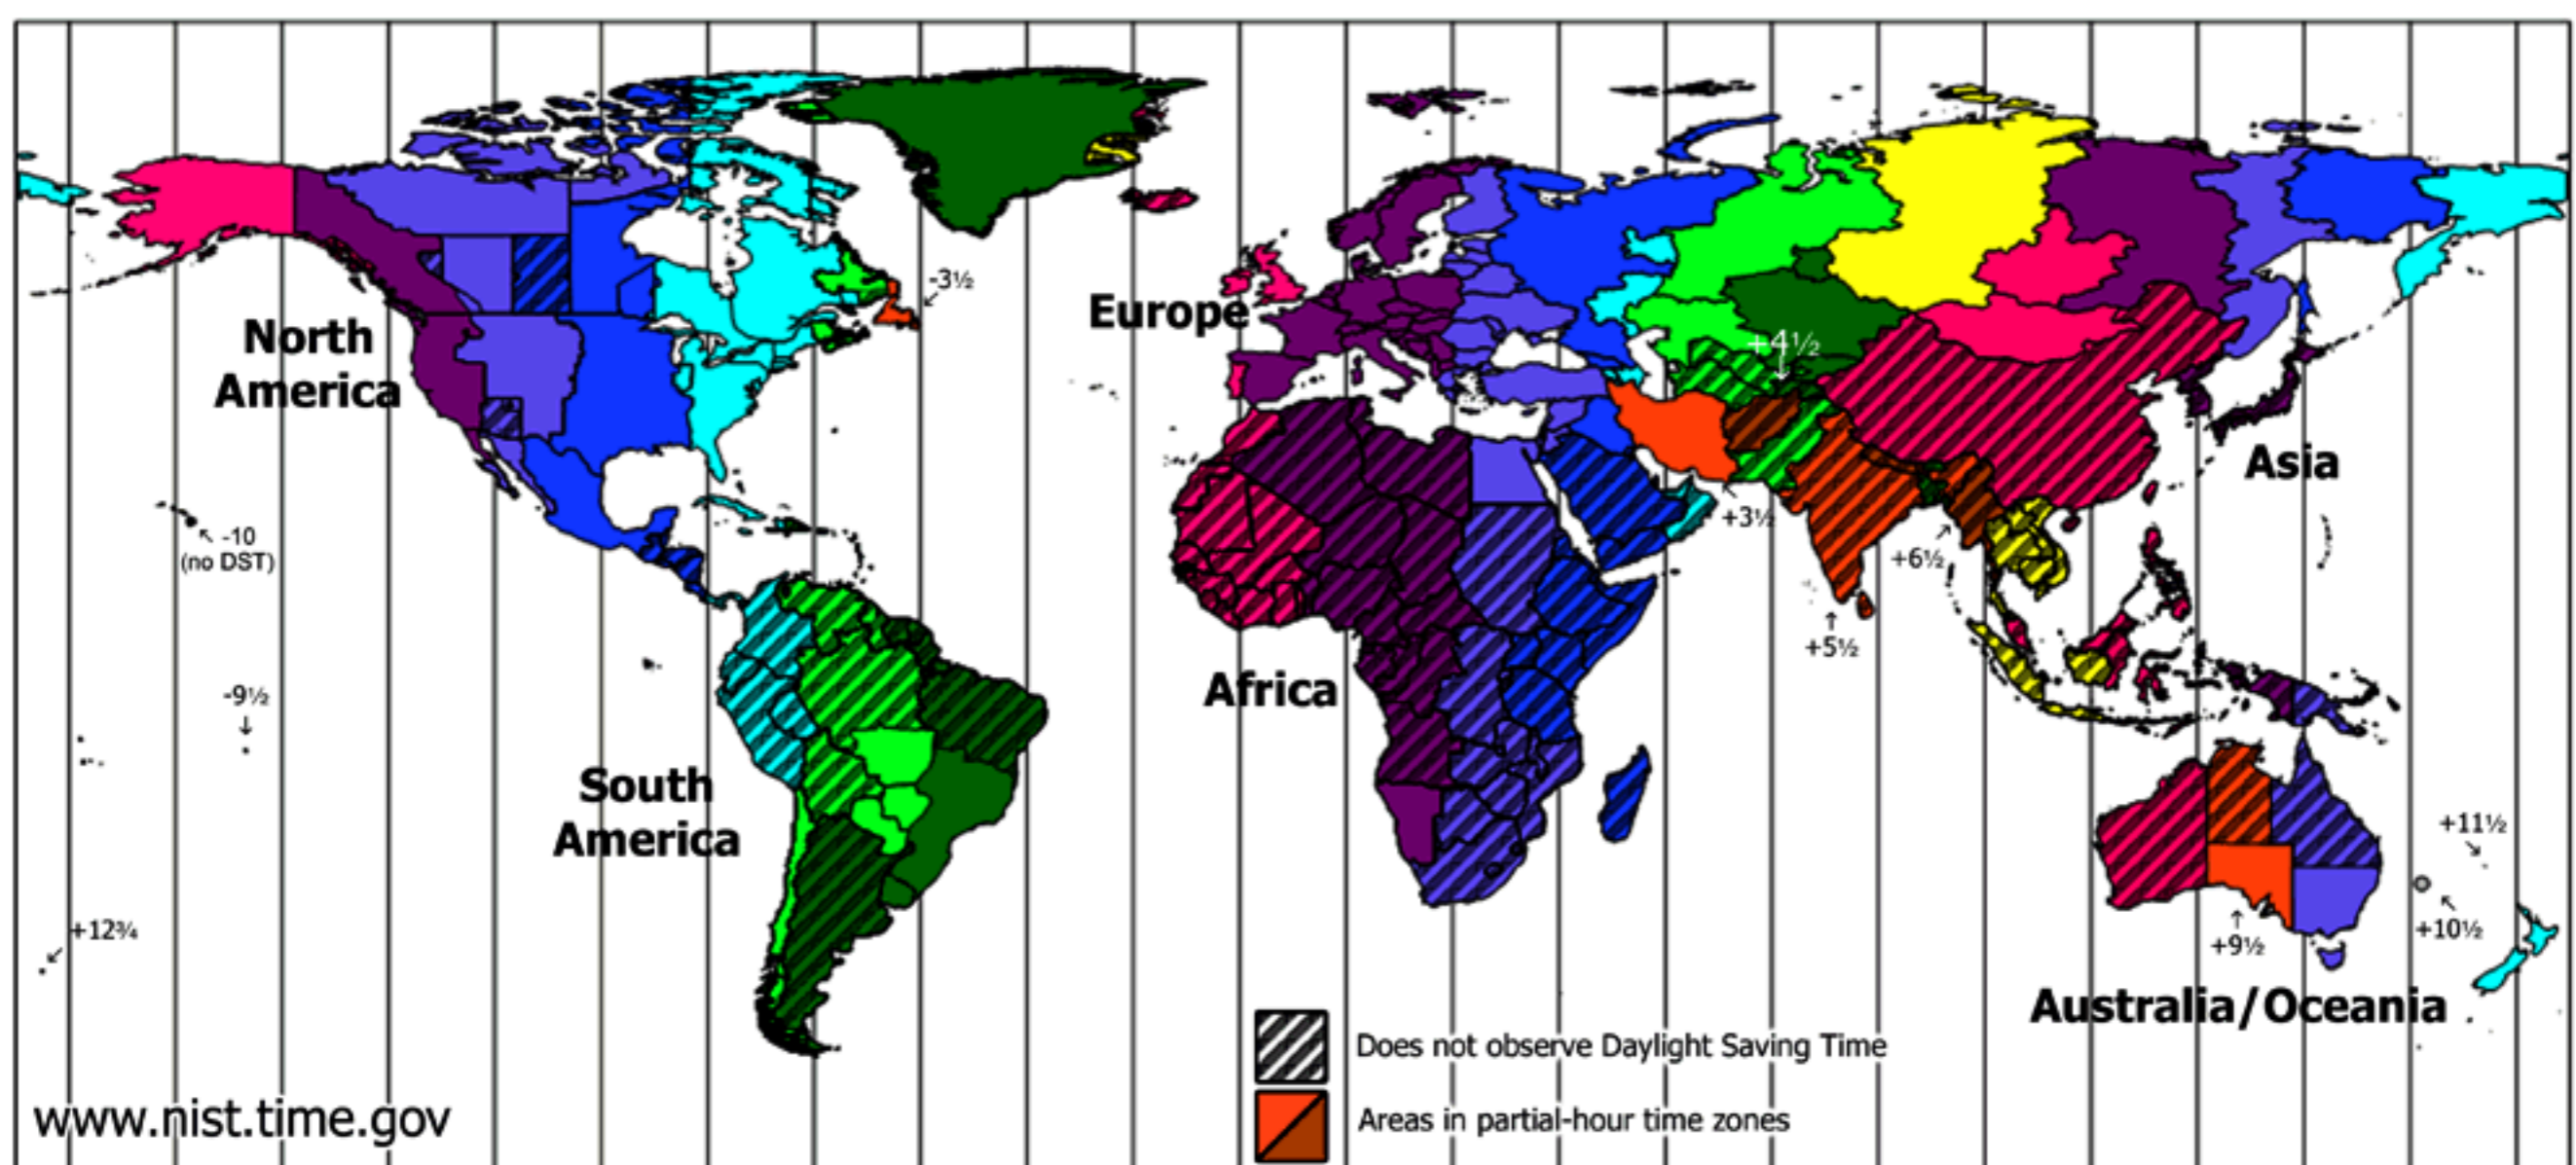 -3½
Europe
North
America
+4½
Asia
-10
(no DST)
+3½
+6½
+5½
-9½
Africa
South
America
+11½
+12¾
+10½
+9½
Australia/Oceania
Does not observe Daylight Saving Time
Areas in partial-hour time zones
www.nist.time.gov